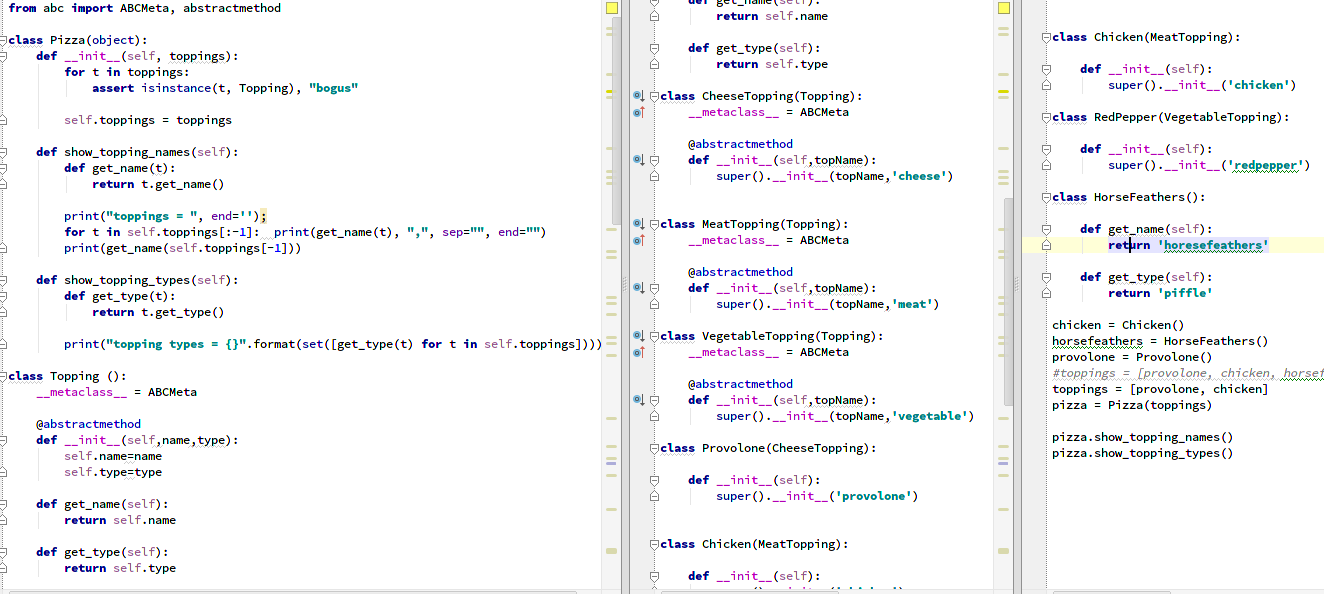 from abc import ABCMeta, abstractmethod
class Pizza(object):
def __init__(self, toppings):
for t in toppings:
assert isinstance(t, Topping), "bogus"
self.toppings = toppings
def show_topping_names(self):
def get_name(t):
return t.get_name()
print("toppings = ", end='');
for t in self.toppings[:-1]:  print(get_name(t), ",", sep="", end="")
print(get_name(self.toppings[-1]))
def show_topping_types(self):
def get_type(t):
return t.get_type()
print("topping types = {}".format(set([get_type(t) for t in self.toppings])))
class Topping ():
__metaclass__ = ABCMeta
@abstractmethod
def __init__(self,name,type):
self.name=name
self.type=type
def get_name(self):
return self.name
def get_type(self):
return self.type
def get_name(self):
return self.name
def get_type(self):
return self.type
class CheeseTopping(Topping):
__metaclass__ = ABCMeta
@abstractmethod
def __init__(self,topName):
super().__init__(topName,'cheese')
class MeatTopping(Topping):
__metaclass__ = ABCMeta
@abstractmethod
def __init__(self,topName):
super().__init__(topName,'meat')
class VegetableTopping(Topping):
__metaclass__ = ABCMeta
@abstractmethod
def __init__(self,topName):
super().__init__(topName,'vegetable')
class Provolone(CheeseTopping):
def __init__(self):
super().__init__('provolone')
class Chicken(MeatTopping):
def __init__(self):
class Chicken(MeatTopping):
def __init__(self):
super().__init__('chicken')
class RedPepper(VegetableTopping):
def __init__(self):
super().__init__('redpepper')
class HorseFeathers():
def get_name(self):
return 'horesefeathers'
def get_type(self):
return 'piffle'
chicken = Chicken()
horsefeathers = HorseFeathers()
provolone = Provolone()
#toppings = [provolone, chicken, horsef
toppings = [provolone, chicken]
pizza = Pizza(toppings)
pizza.show_topping_names()
pizza.show_topping_types()